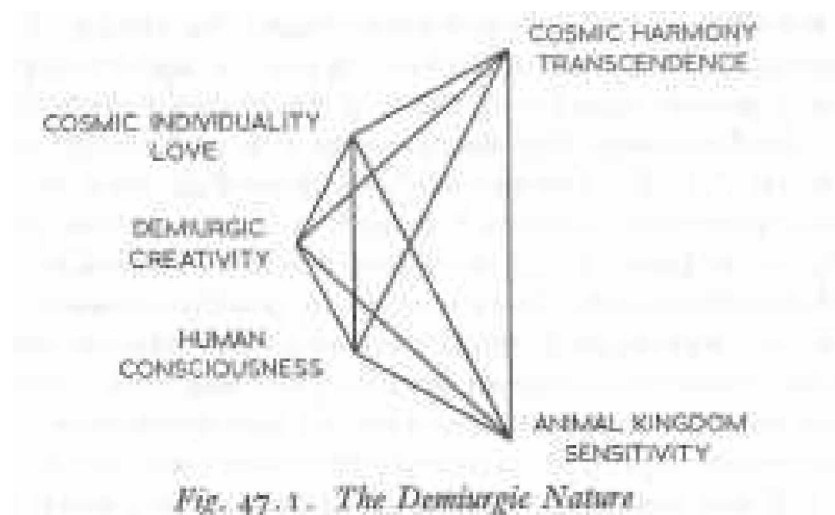 COSMIC HARMONY
TRANSCENDENCE
COSMIC INDIVIDUALITY
LOVE
DEMIURGIC
CREATIVITY
HUMAN
CONSCIOUSNESS
ANIMAL KINGDOM
SENSITIVITY
Fig. 47.1. The Demiurgic Nature